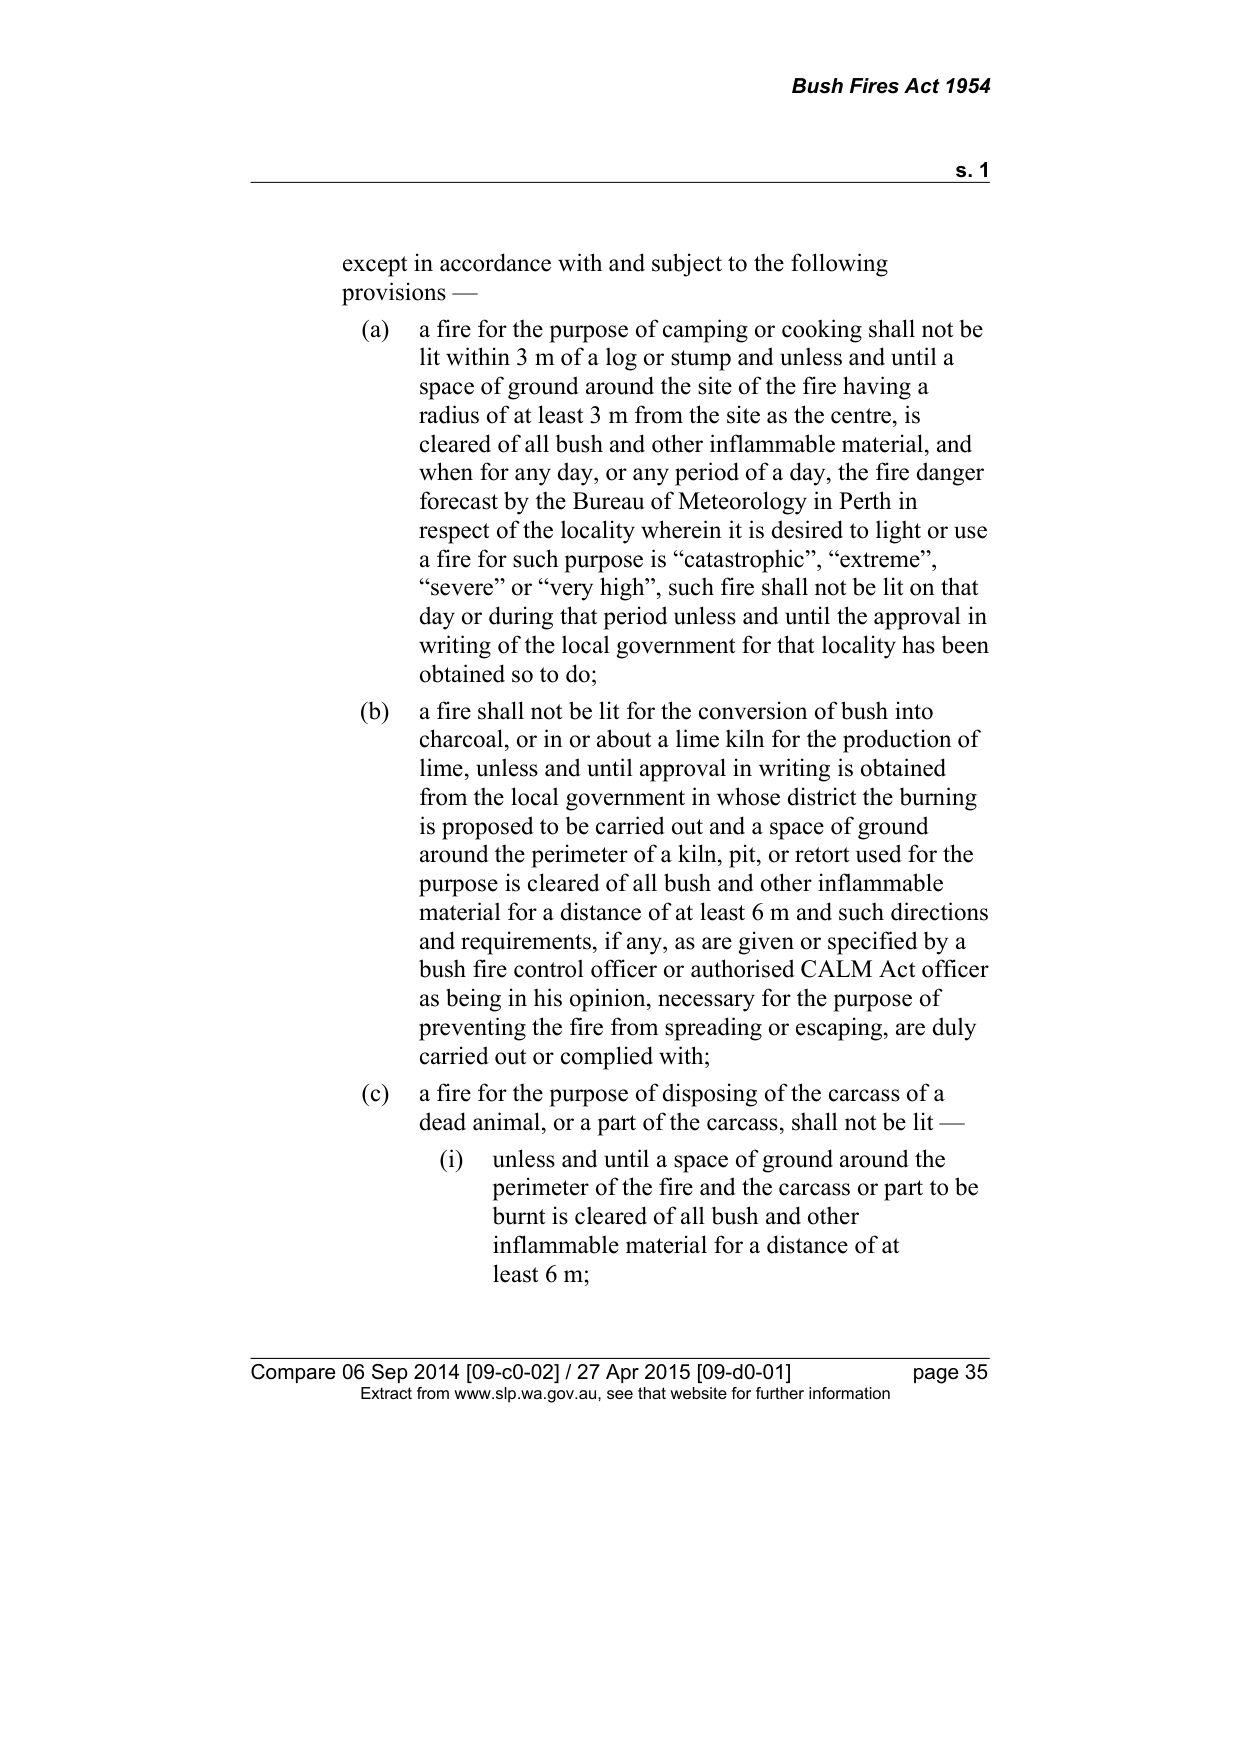 Bush Fires Act 1954
s. 1
except in accordance with and subject to the following
provisions —
(a) a fire for the purpose of camping or cooking shall not be
lit within 3 m of a log or stump and unless and until a
space of ground around the site of the fire having a
radius of at least 3 m from the site as the centre, is
cleared of all bush and other inflammable material, and
when for any day, or any period of a day, the fire danger
forecast by the Bureau of Meteorology in Perth in
respect of the locality wherein it is desired to light or use
a fire for such purpose is “catastrophic”, “extreme”,
“severe” or “very high”, such fire shall not be lit on that
day or during that period unless and until the approval in
writing of the local government for that locality has been
obtained so to do;
(b) a fire shall not be lit for the conversion of bush into
charcoal, or in or about a lime kiln for the production of
lime, unless and until approval in writing is obtained
from the local government in whose district the burning
is proposed to be carried out and a space of ground
around the perimeter of a kiln, pit, or retort used for the
purpose is cleared of all bush and other inflammable
material for a distance of at least 6 m and such directions
and requirements, if any, as are given or specified by a
bush fire control officer or authorised CALM Act officer
as being in his opinion, necessary for the purpose of
preventing the fire from spreading or escaping, are duly
carried out or complied with;
(c) a fire for the purpose of disposing of the carcass of a
dead animal, or a part of the carcass, shall not be lit —
(i) unless and until a space of ground around the
perimeter of the fire and the carcass or part to be
burnt is cleared of all bush and other
inflammable material for a distance of at
least 6 m;
Compare 06 Sep 2014 [09-c0-02] / 27 Apr 2015 [09-d0-01] page 35
Extract from www.slp.wa.gov.au, see that website for further information